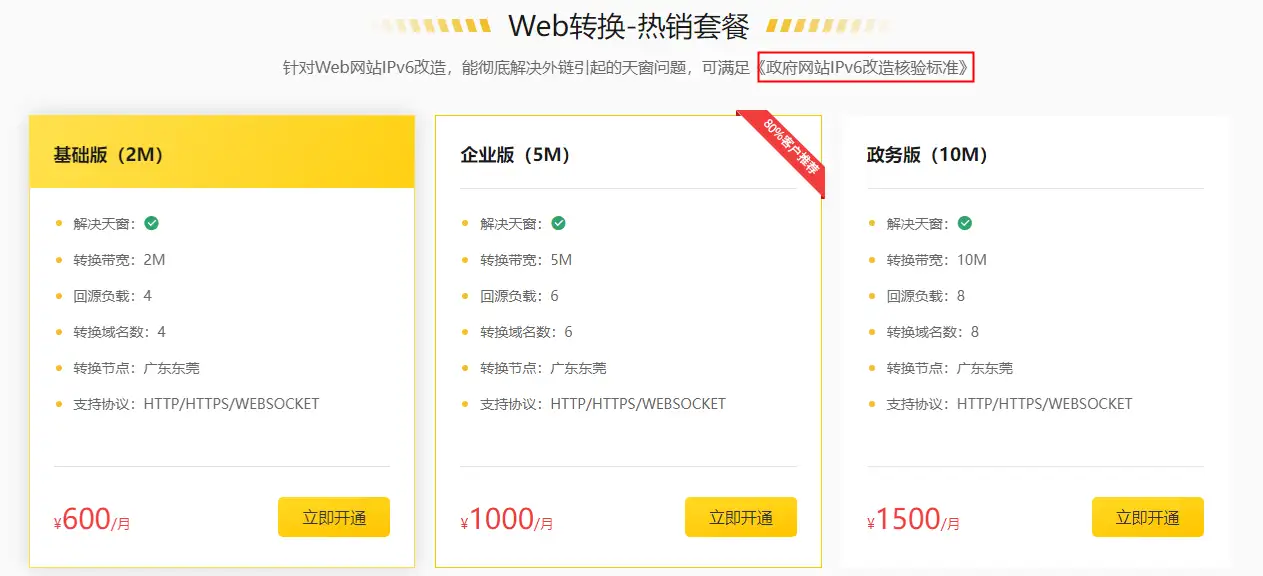 Web转换-热销套餐
针对Web网站IPv6改造，能彻底解决外链引起的天窗问题，可满足《政府网站IPv6改造核验标准》
基础版（2M）
解决天窗：
转换带宽：2M
回源负载：4
转换域名数：4
转换节点：广东东莞
支持协议：HTTP/HTTPS/WEBSOCKET
¥600/月
立即开通
企业版（5M）
80%客户推荐
解决天窗：
转换带宽：5M
回源负载：6
转换域名数：6
转换节点：广东东莞
支持协议：HTTP/HTTPS/WEBSOCKET
¥1000/月
立即开通
政务版（10M）
解决天窗：
转换带宽：10M
回源负载：8
转换域名数：8
转换节点：广东东莞
支持协议：HTTP/HTTPS/WEBSOCKET
¥1500/月
立即开通